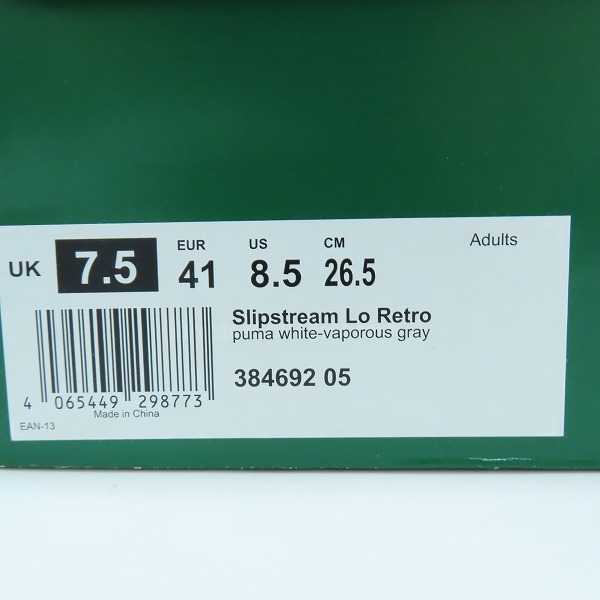 EUR US CM Adults
UK 7.5 41 8.5 26.5
Slipstream Lo Retro
puma white-vaporous gray
384692 05
4 065449 298773
Made in China
EAN-13